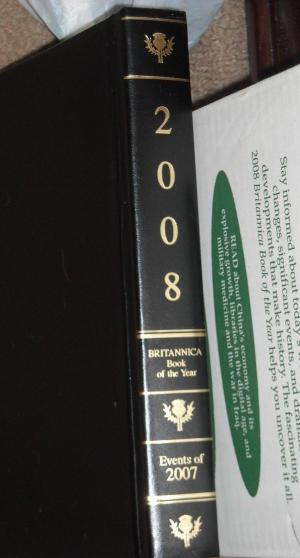 2
0
0
8
BRITANNICA
Book
of the Year
Events of
2007
Stay informed about today's
changes, significant events, and
developments that make history. The fascinating
2008 Britannica Book of the Year helps you uncover it all.
READ about China's economy and its
explosive growth, libraries in the digital age, and
military medicine and the war in Iraq.